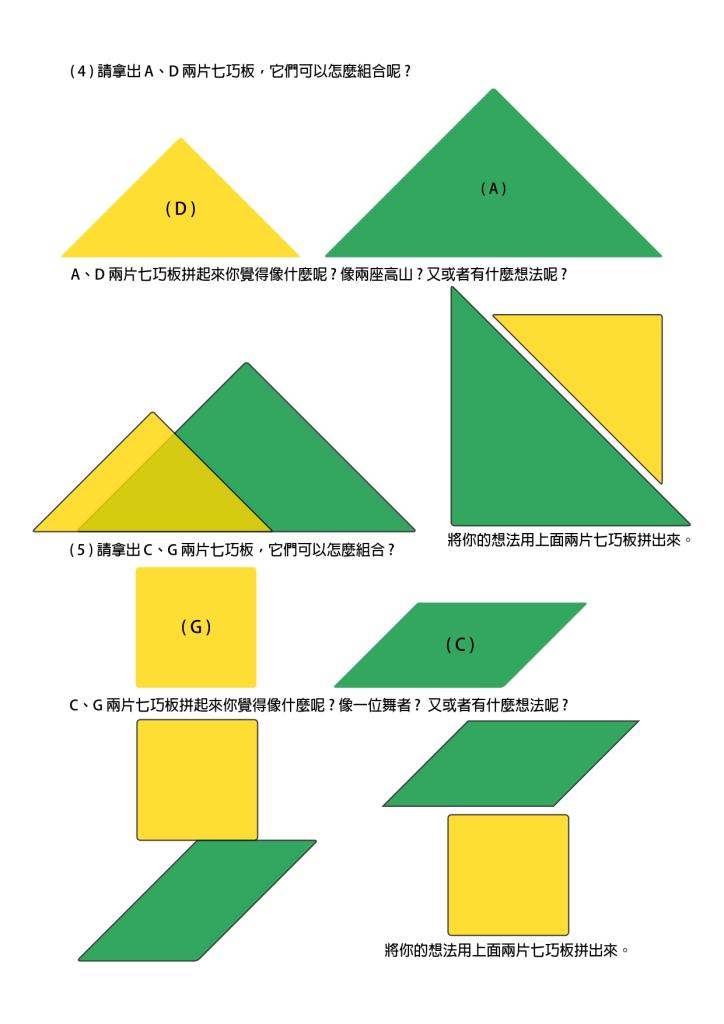 ( 4 ) 請拿出 A、D 兩片七巧板，它們可以怎麼組合呢？
( D )
( A )
A、D 兩片七巧板拼起來你覺得像什麼呢？像兩座高山？又或者有什麼想法呢？
將你的想法用上面兩片七巧板拼出來。
( 5 ) 請拿出 C、G 兩片七巧板，它們可以怎麼組合？
( G )
( C )
C、G 兩片七巧板拼起來你覺得像什麼呢？像一位舞者？ 又或者有什麼想法呢？
將你的想法用上面兩片七巧板拼出來。